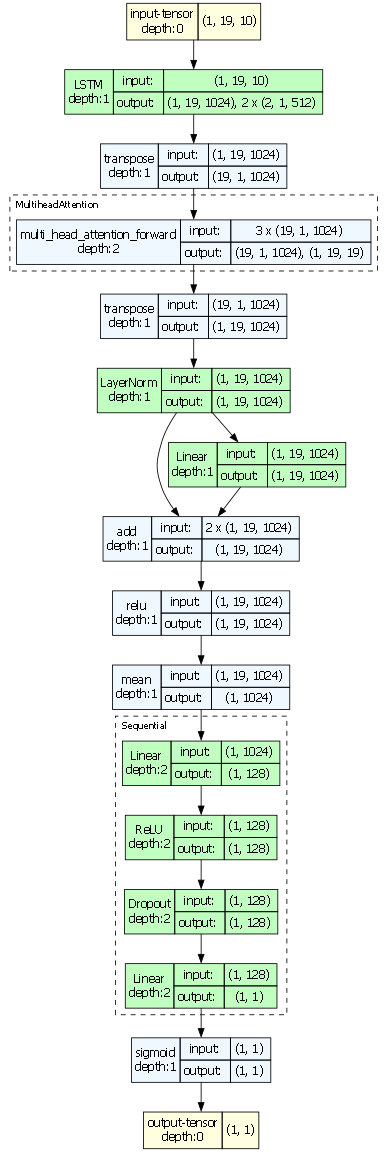 input-tensor
depth:0
(1, 19, 10)
LSTM
depth:1
input:
(1, 19, 10)
output:
(1, 19, 1024), 2 x (2, 1, 512)
transpose
depth:1
input:
(1, 19, 1024)
output:
(19, 1, 1024)
MultiheadAttention
multi_head_attention_forward
depth:2
input:
3 x (19, 1, 1024)
output:
(19, 1, 1024), (1, 19, 19)
transpose
depth:1
input:
(19, 1, 1024)
output:
(1, 19, 1024)
LayerNorm
depth:1
input:
(1, 19, 1024)
output:
(1, 19, 1024)
Linear
depth:1
input:
(1, 19, 1024)
output:
(1, 19, 1024)
add
depth:1
input:
2 x (1, 19, 1024)
output:
(1, 19, 1024)
relu
depth:1
input:
(1, 19, 1024)
output:
(1, 19, 1024)
mean
depth:1
input:
(1, 19, 1024)
output:
(1, 1024)
Sequential
Linear
depth:2
input:
(1, 1024)
output:
(1, 128)
ReLU
depth:2
input:
(1, 128)
output:
(1, 128)
Dropout
depth:2
input:
(1, 128)
output:
(1, 128)
Linear
depth:2
input:
(1, 128)
output:
(1, 1)
sigmoid
depth:1
input:
(1, 1)
output:
(1, 1)
output-tensor
depth:0
(1, 1)